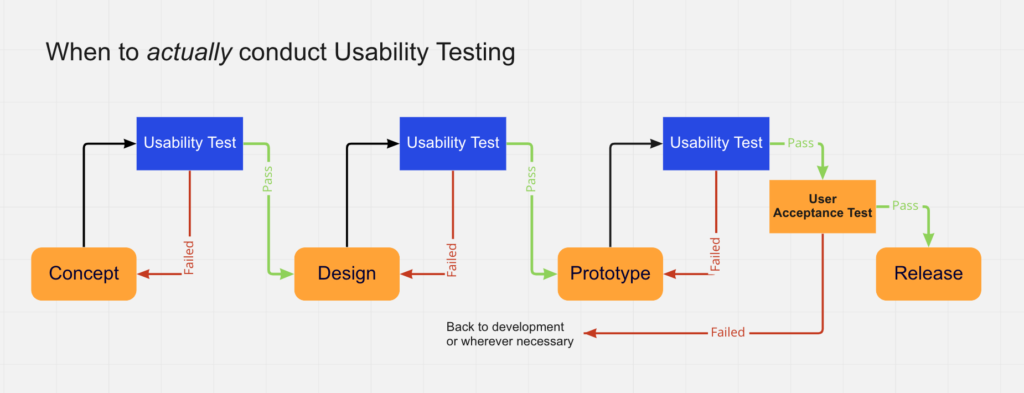 When to actually conduct Usability Testing
Usability Test
Usability Test
Usability Test
Pass
Pass
Pass
User
Acceptance Test
Pass
Failed
Failed
Failed
Concept
Design
Prototype
Release
Back to development
or wherever necessary
Failed